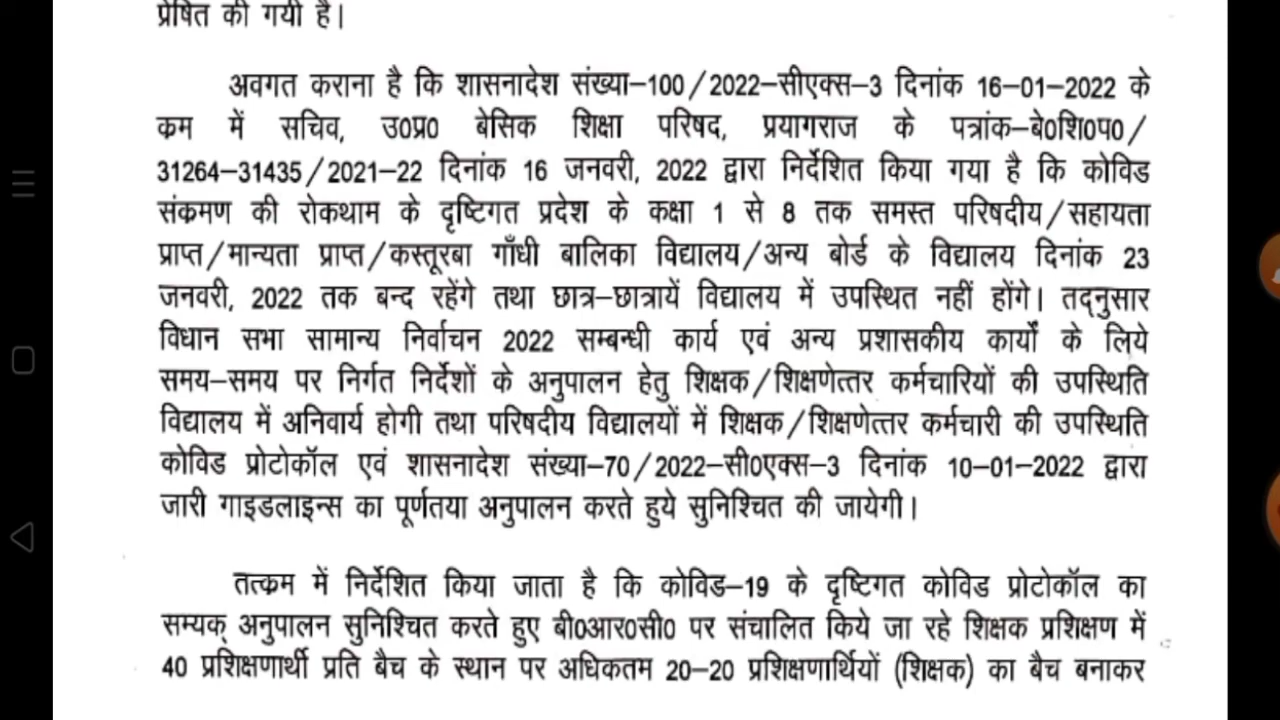 प्रेषित की गयी है।
अवगत कराना है कि शासनादेश संख्या–100/2022–सीएक्स–3 दिनांक 16–01–2022 के
कम में सचिव, उ0प्र0 बेसिक शिक्षा परिषद, प्रयागराज के पत्रांक–बे0शि0प0/
31264–31435/2021–22 दिनांक 16 जनवरी, 2022 द्वारा निर्देशित किया गया है कि कोविड
संकमण की रोकथाम के दृष्टिगत प्रदेश के कक्षा 1 से 8 तक समस्त परिषदीय/सहायता
प्राप्त/मान्यता प्राप्त/कस्तूरबा गाँधी बालिका विद्यालय/अन्य बोर्ड के विद्यालय दिनांक 23
जनवरी, 2022 तक बन्द रहेंगे तथा छात्र–छात्रायें विद्यालय में उपस्थित नहीं होंगे। तद्नुसार
विधान सभा सामान्य निर्वाचन 2022 सम्बन्धी कार्य एवं अन्य प्रशासकीय कार्यो के लिये
समय–समय पर निर्गत निर्देशों के अनुपालन हेतु शिक्षक/शिक्षणेत्तर कर्मचारियों की उपस्थिति
विद्यालय में अनिवार्य होगी तथा परिषदीय विद्यालयों में शिक्षक/शिक्षणेत्तर कर्मचारी की उपस्थिति
कोविड प्रोटोकॉल एवं शासनादेश संख्या–70/2022–सी0एक्स–3 दिनांक 10–01–2022 द्वारा
जारी गाइडलाइन्स का पूर्णतया अनुपालन करते हुये सुनिश्चित की जायेगी।
तत्कम में निर्देशित किया जाता है कि कोविड–19 के दृष्टिगत कोविड प्रोटोकॉल का
सम्यक् अनुपालन सुनिश्चित करते हुए बी0आर0सी0 पर संचालित किये जा रहे शिक्षक प्रशिक्षण में
40 प्रशिक्षणार्थी प्रति बैच के स्थान पर अधिकतम 20–20 प्रशिक्षणार्थियों (शिक्षक) का बैच बनाकर